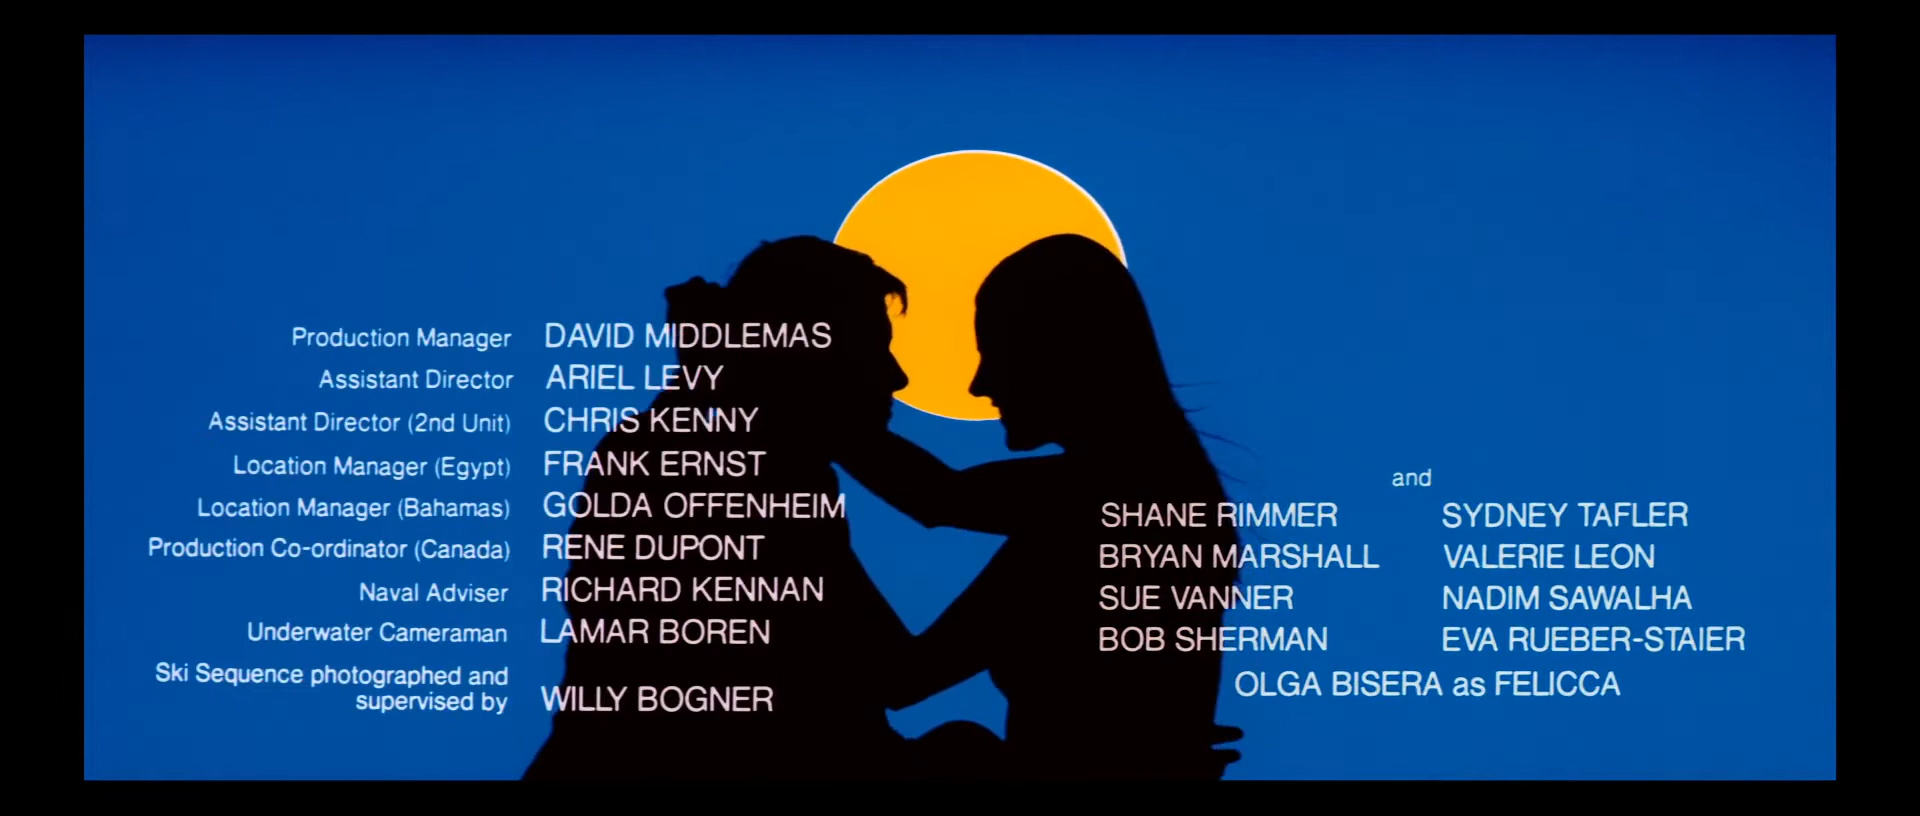 Production Manager DAVID MIDDLEMAS
Assistant Director ARIEL LEVY
Assistant Director (2nd Unit) CHRIS KENNY
Location Manager (Egypt) FRANK ERNST
Location Manager (Bahamas) GOLDA OFFENHEIM
Production Co-ordinator (Canada) RENE DUPONT
Naval Adviser RICHARD KENNAN
Underwater Cameraman LAMAR BOREN
Ski Sequence photographed and
supervised by WILLY BOGNER
and
SHANE RIMMER SYDNEY TAFLER
BRYAN MARSHALL VALERIE LEON
SUE VANNER NADIM SAWALHA
BOB SHERMAN EVA RUEBER-STAIER
OLGA BISERA as FELICCA